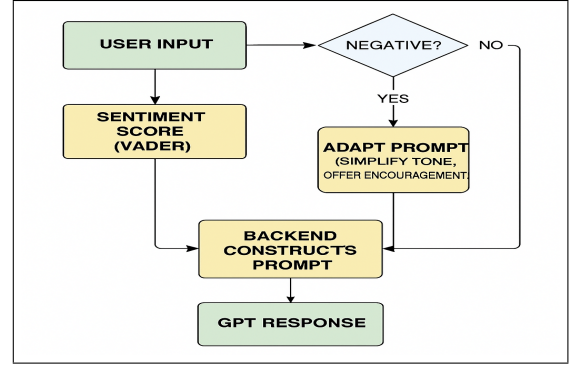 USER INPUT
NEGATIVE?
NO
YES
SENTIMENT
SCORE
(VADER)
ADAPT PROMPT
(SIMPLIFY TONE,
OFFER ENCOURAGEMENT.
BACKEND
CONSTRUCTS
PROMPT
GPT RESPONSE